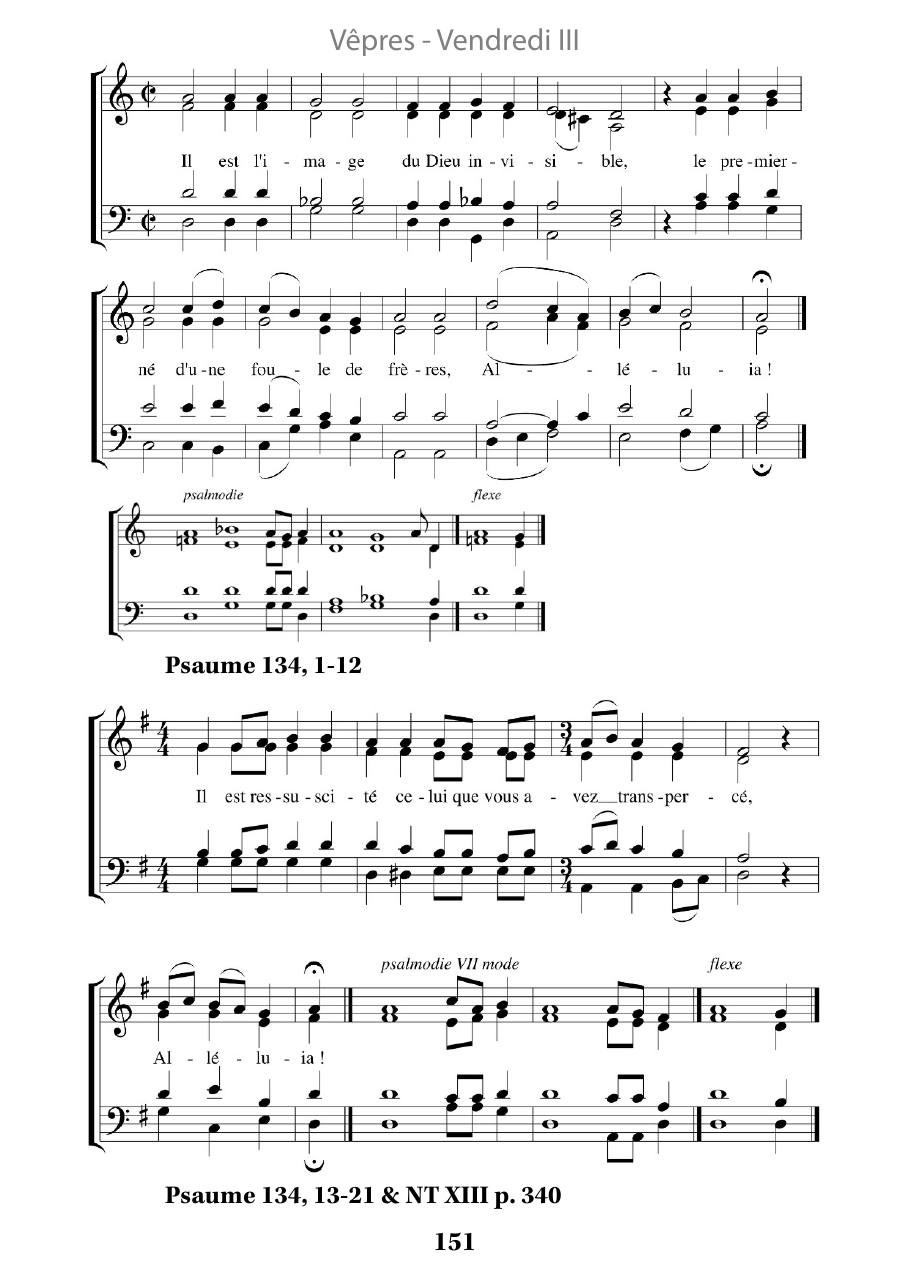 Vêpres - Vendredi III
Il est l'i - ma - ge du Dieu in - vi - si - ble, le pre - mier -
né d'u - ne fou - le de frè - res, Al - - lé - lu - ia !
psalmodie flexe
Psaume 134, 1-12
Il est res - su - sci - té ce - lui que vous a - vez trans - per - cé,
psalmodie VII mode flexe
Al - lé - lu - ia !
Psaume 134, 13-21 & NT XIII p. 340
151